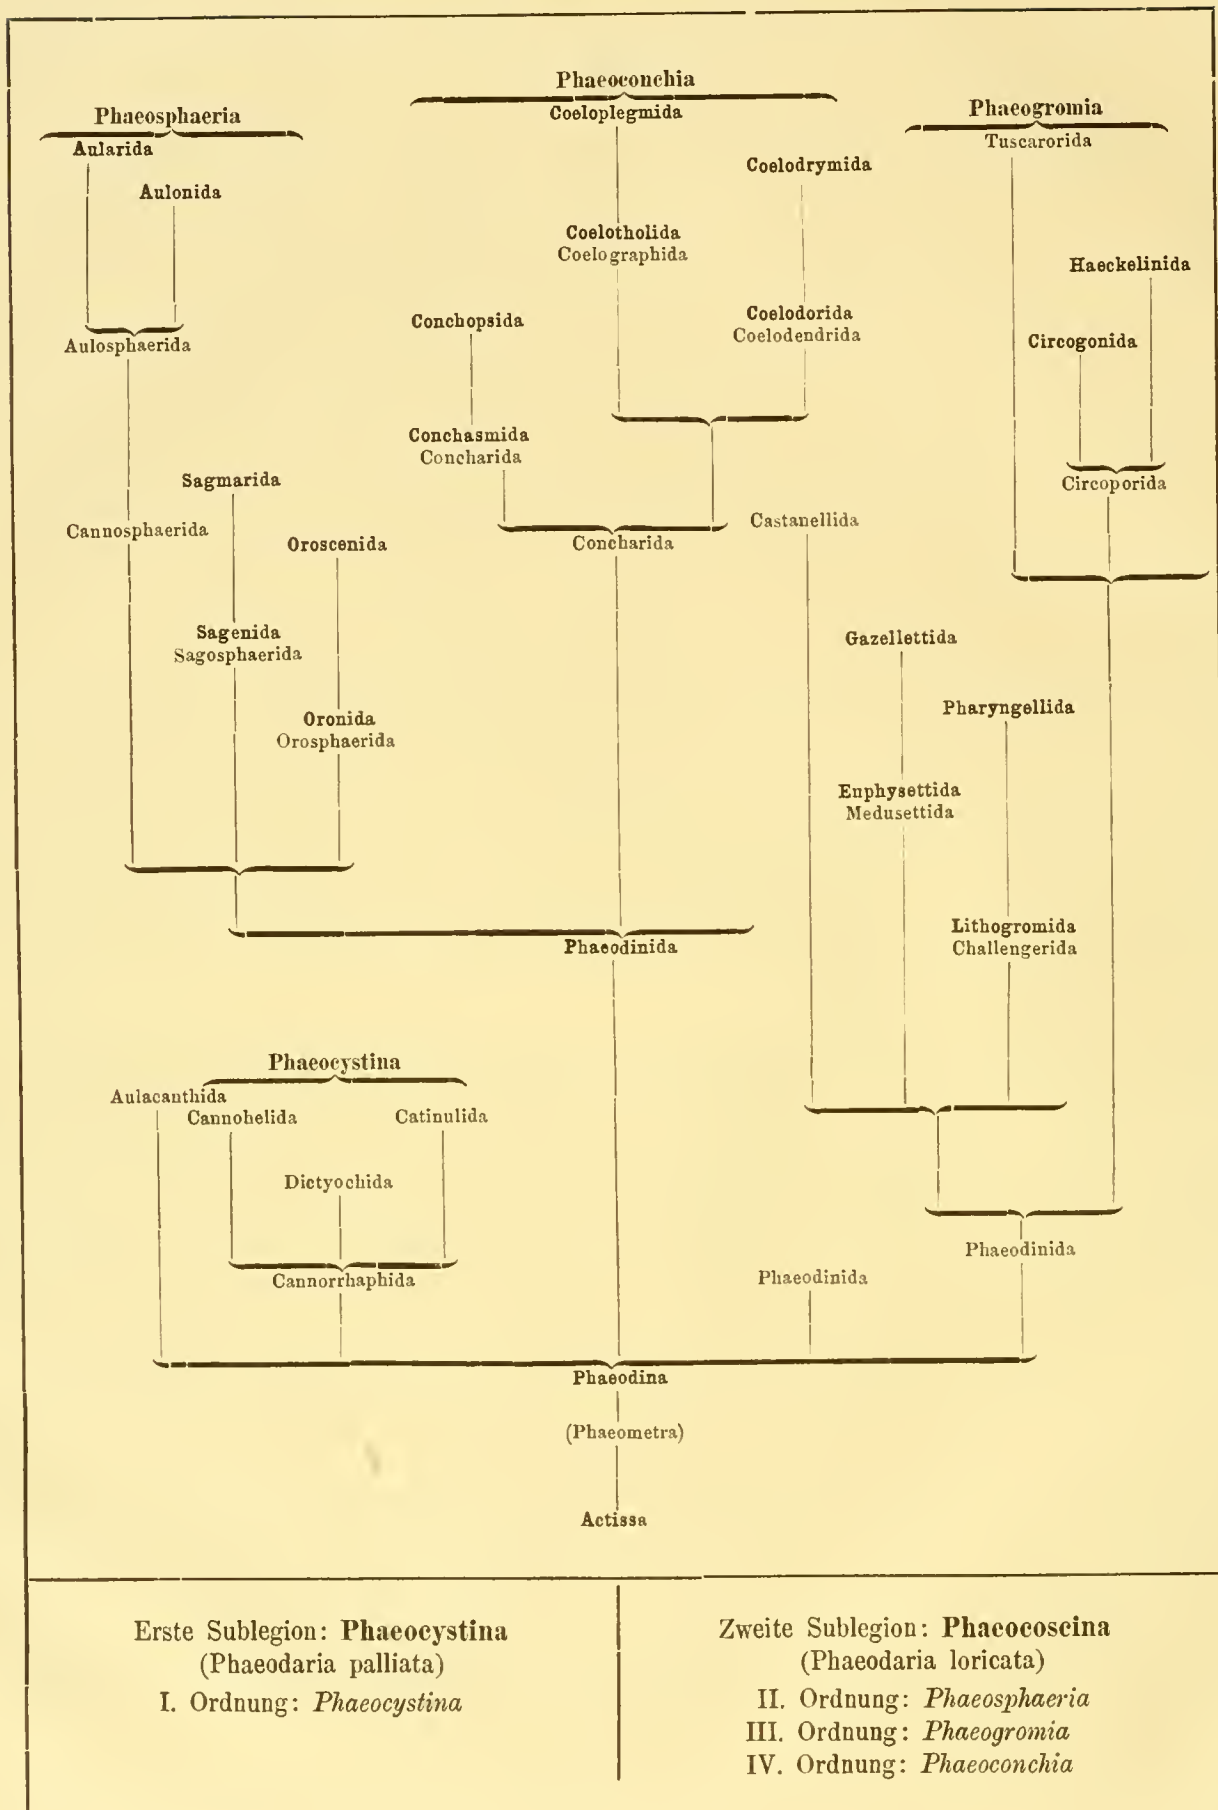 Phaeoconchia
Phaeosphaeria
Phaeogromia
Coeloplegmida
Aularida
Tuscarorida
Coelodrymida
Aulonida
Coelotholida
Coelographida
Haeckelinida
Conchopsida
Coelodorida
Coelodendrida
Aulosphaerida
Circogonida
Conchasmida
Concharida
Sagmarida
Circoporida
Cannosphaerida
Castanellida
Oroscenida
Concharida
Sagenida
Sagosphaerida
Gazellettida
Oronida
Orosphaerida
Pharyngellida
Euphysettida
Medusettida
Lithogromida
Challengerida
Phaeodinida
Phaeocystina
Aulacanthida
Cannohelida
Catinulida
Dictyochida
Phaeodinida
Cannorrhaphida
Phaeodinida
Phaeodina
(Phaeometra)
Actissa
Erste Sublegion: Phaeocystina
(Phaeodaria palliata)
I. Ordnung: Phaeocystina
Zweite Sublegion: Phaeocoscina
(Phaeodaria loricata)
II. Ordnung: Phaeosphaeria
III. Ordnung: Phaeogromia
IV. Ordnung: Phaeoconchia